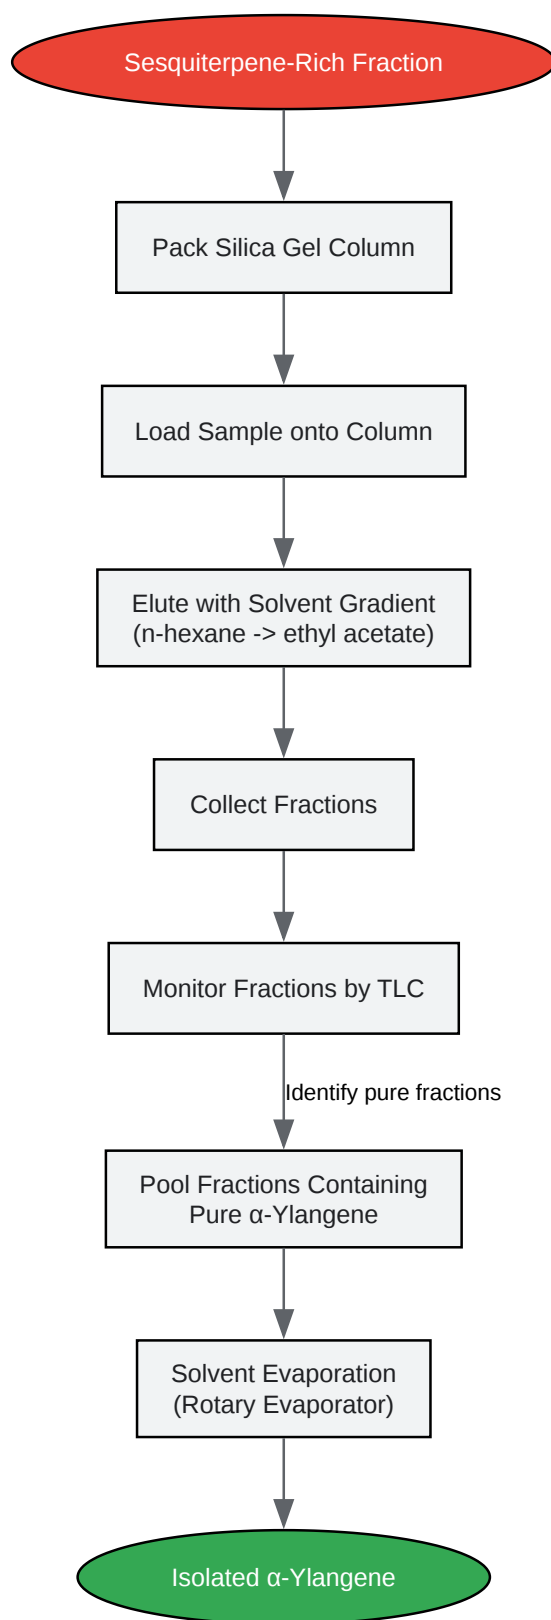 Sesquiterpene-Rich Fraction
Pack Silica Gel Column
Load Sample onto Column
Elute with Solvent Gradient
(n-hexane -> ethyl acetate)
Collect Fractions
Monitor Fractions by TLC
Identify pure fractions
Pool Fractions Containing
Pure α-Ylangene
Solvent Evaporation
(Rotary Evaporator)
Isolated α-Ylangene